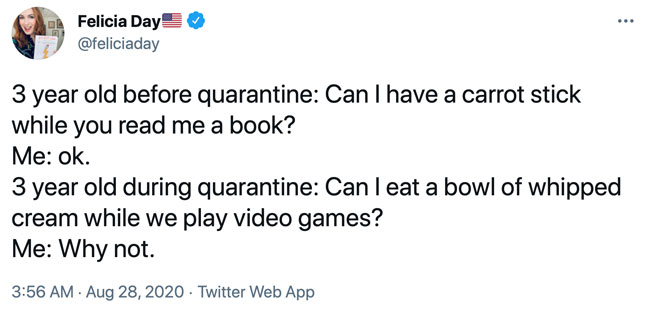 Felicia Day🇺🇸
@feliciaday
3 year old before quarantine: Can I have a carrot stick
while you read me a book?
Me: ok.
3 year old during quarantine: Can I eat a bowl of whipped
cream while we play video games?
Me: Why not.
3:56 AM · Aug 28, 2020 · Twitter Web App